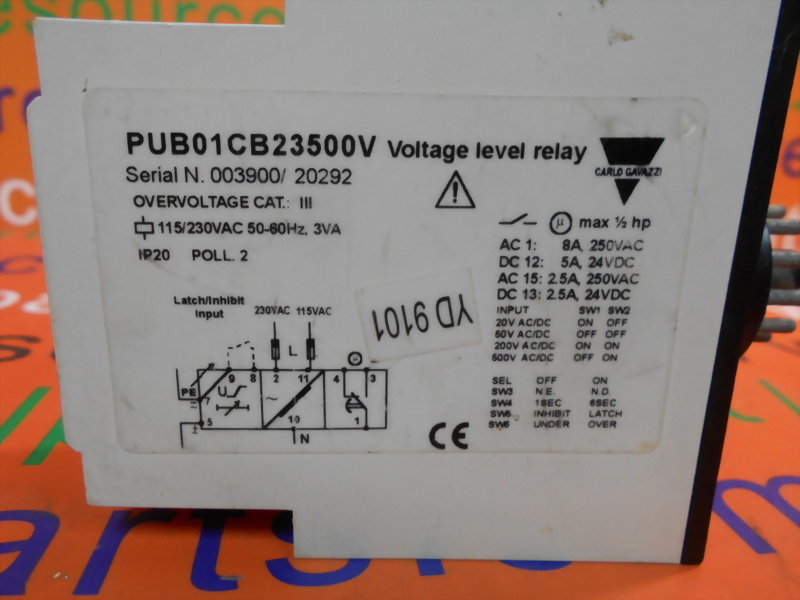 PUB01CB23500V Voltage level relay
CARLO GAVAZZI
Serial N. 003900/ 20292
OVERVOLTAGE CAT.: III
115/230VAC 50-60Hz, 3VA
IP20 POLL. 2
µ max ½ hp
AC 1: 8A, 250VAC
DC 12: 5A, 24VDC
AC 15: 2.5A, 250VAC
DC 13: 2.5A, 24VDC
INPUT SW1 SW2
20V AC/DC ON OFF
50V AC/DC OFF OFF
200V AC/DC ON ON
500V AC/DC OFF ON
SEL OFF ON
SW3 N.E. N.D.
SW4 1SEC 6SEC
SW5 INHIBIT LATCH
SW6 UNDER OVER
Latch/Inhibit
Input
230VAC 115VAC
YD 9101
L
µ
PE 9 8 2 11 4 3
U
5 10 1
N
CE